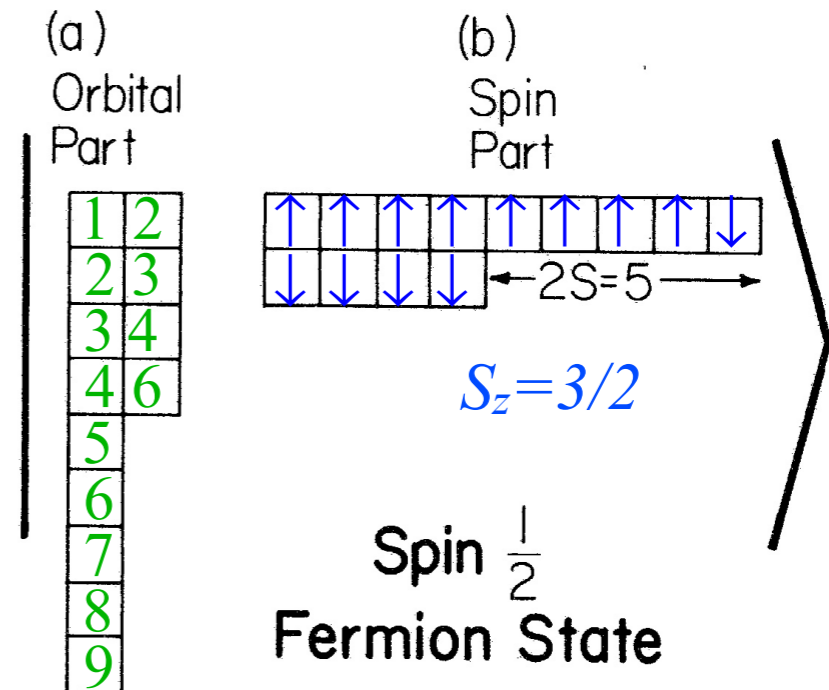 (a)
Orbital
Part
1 2
2 3
3 4
4 6
5
6
7
8
9
(b)
Spin
Part
↑ ↑ ↑ ↑ ↑ ↑ ↑ ↑ ↓
↓ ↓ ↓ ↓ ←2S=5→
S_z=3/2
Spin 1/2
Fermion State